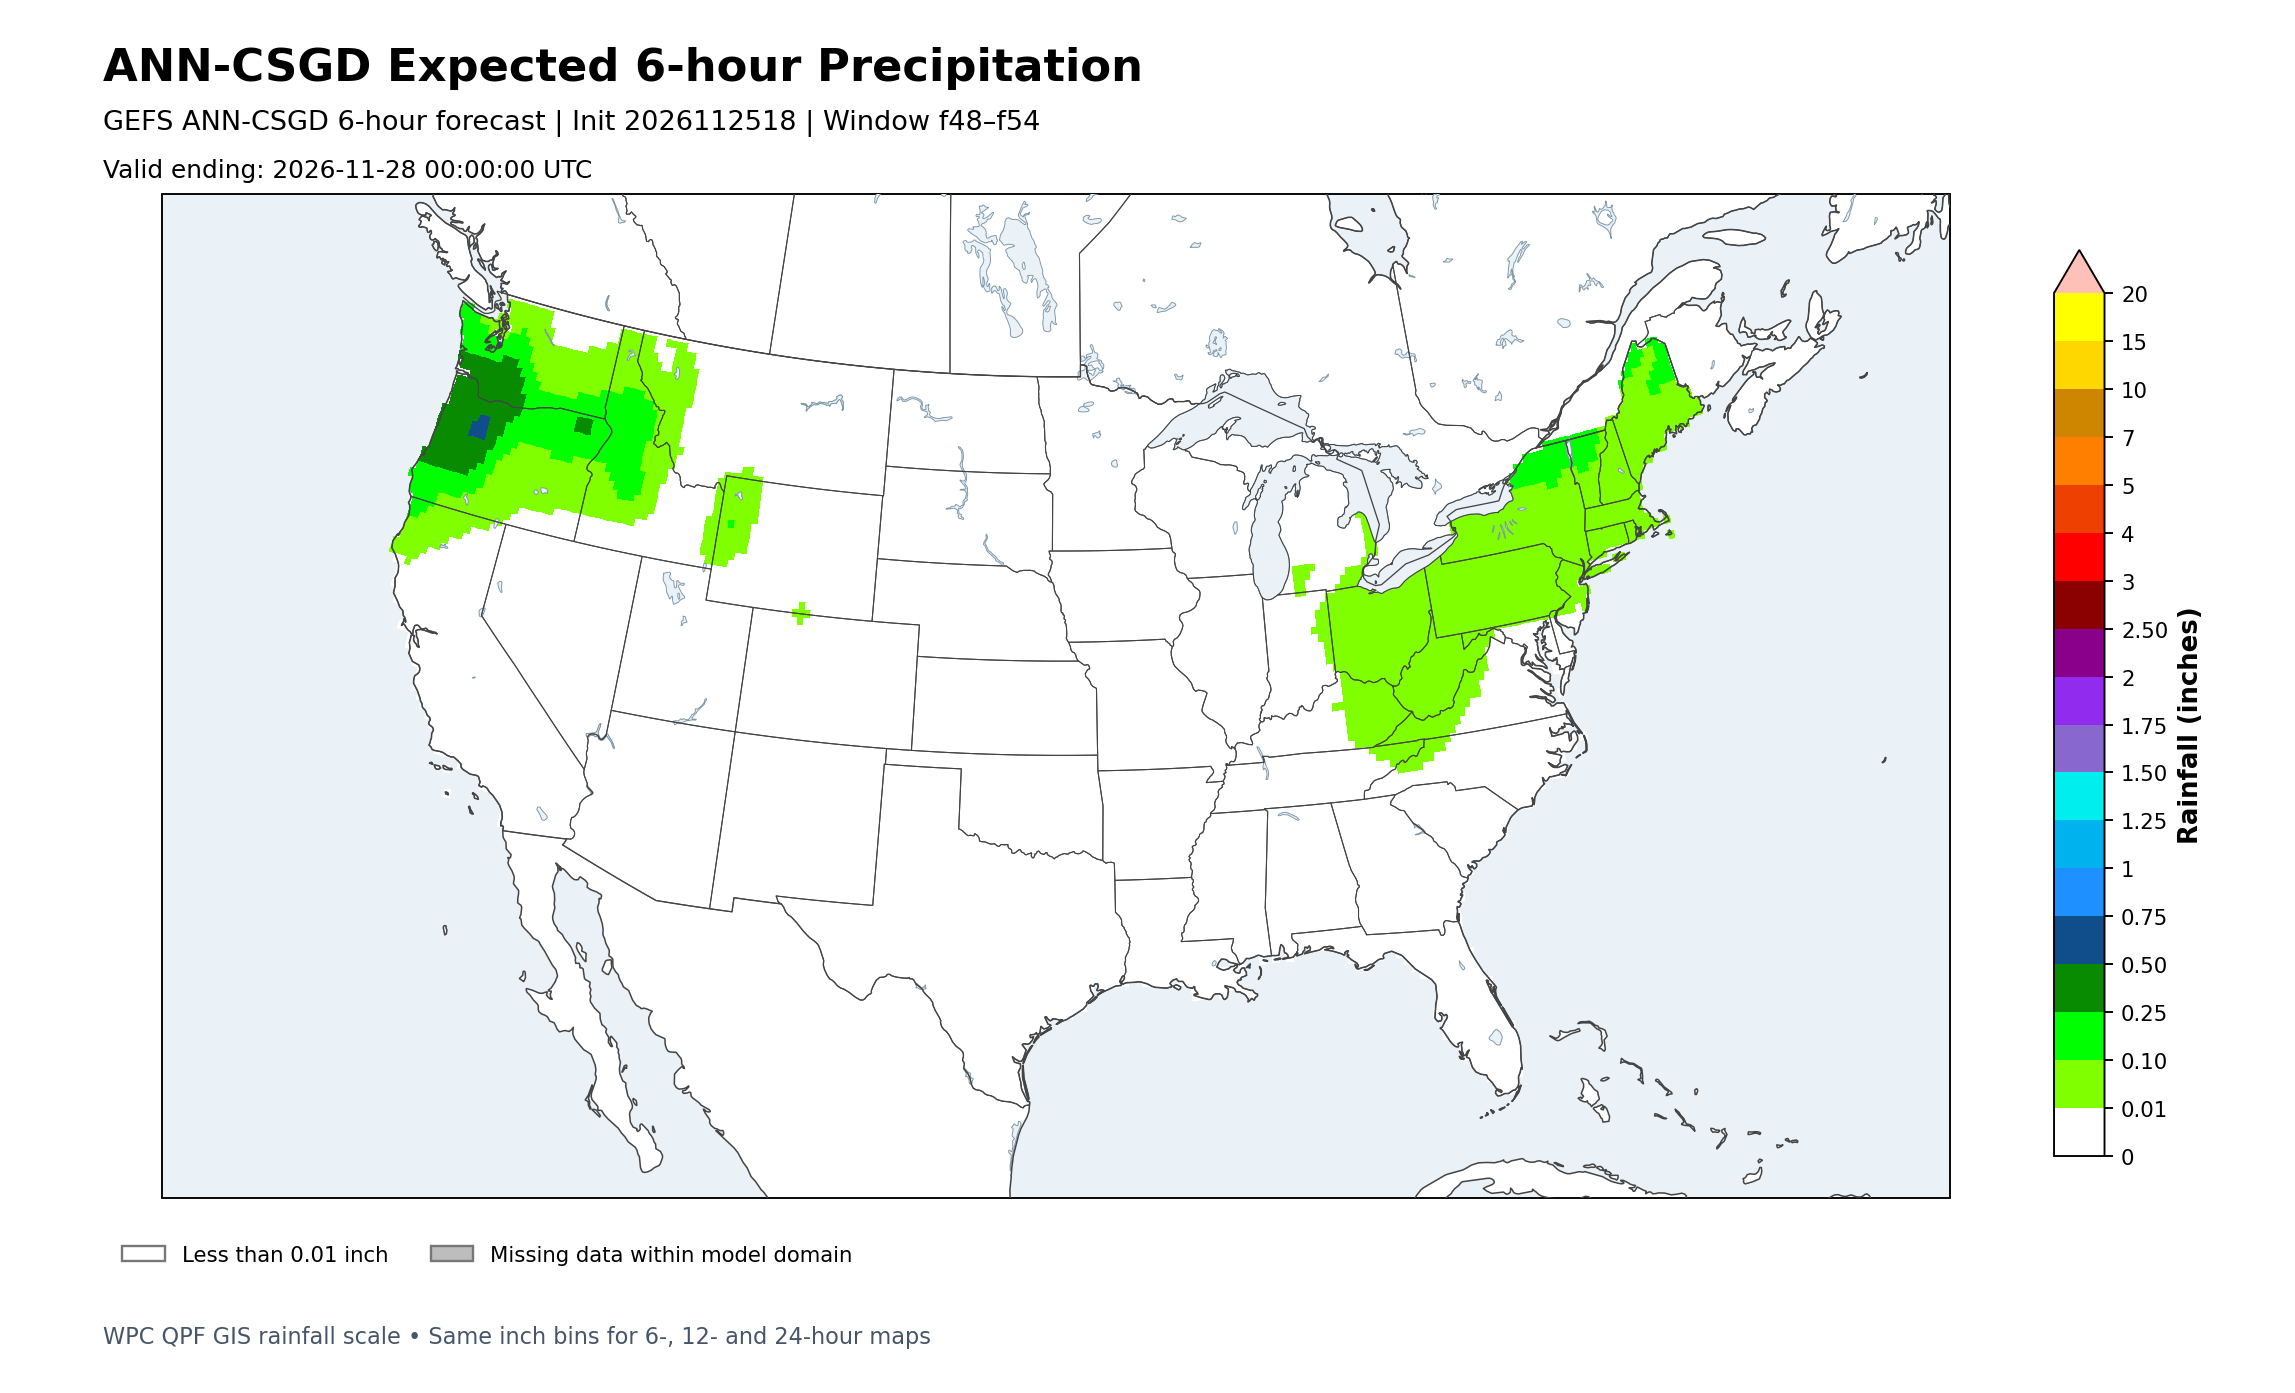 ANN-CSGD Expected 6-hour Precipitation
GEFS ANN-CSGD 6-hour forecast | Init 2026112518 | Window f48–f54
Valid ending: 2026-11-28 00:00:00 UTC
20
15
10
7
5
4
3
2.50
2
1.75
1.50
1.25
1
0.75
0.50
0.25
0.10
0.01
0
Rainfall (inches)
Less than 0.01 inch
Missing data within model domain
WPC QPF GIS rainfall scale • Same inch bins for 6-, 12- and 24-hour maps